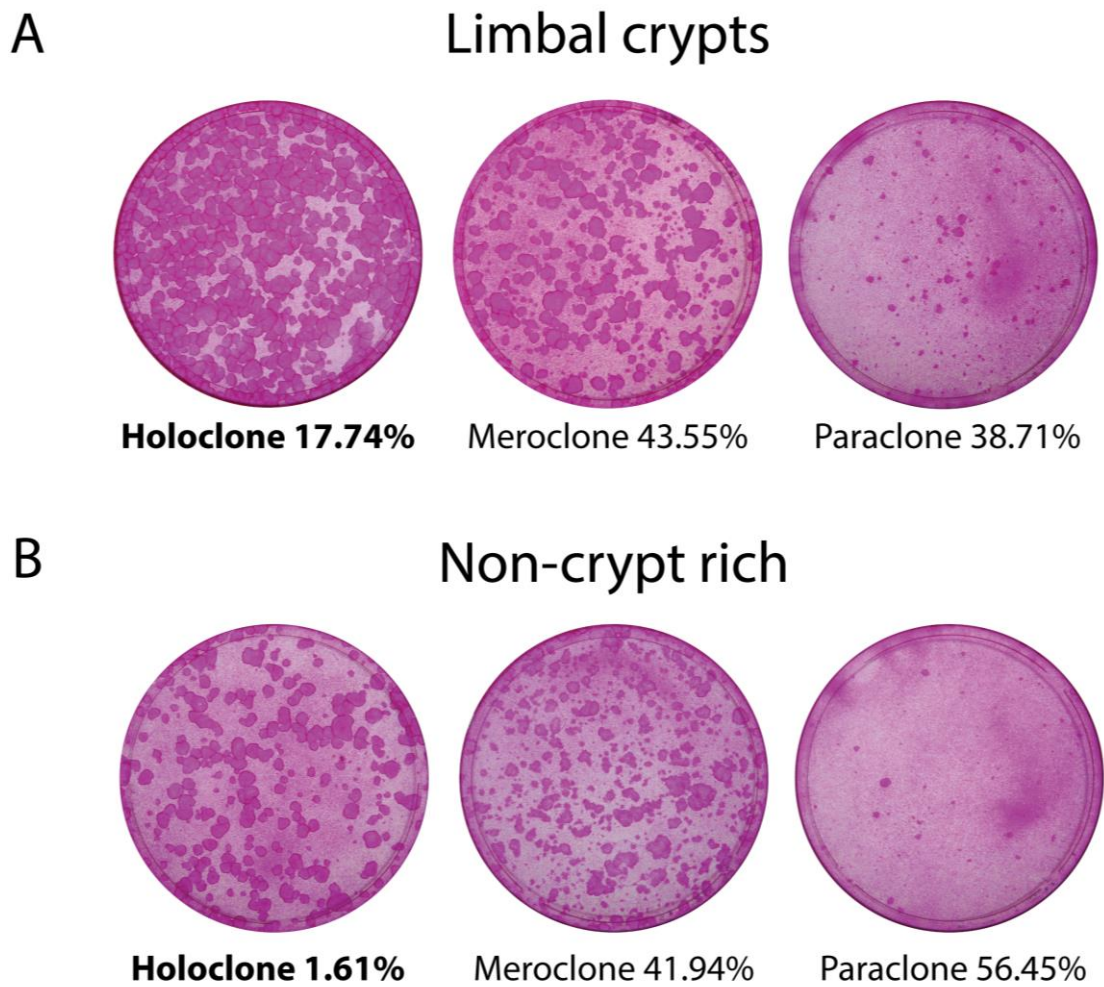 A
Limbal crypts
Holoclone 17.74%
Meroclone 43.55%
Paraclone 38.71%
B
Non-crypt rich
Holoclone 1.61%
Meroclone 41.94%
Paraclone 56.45%